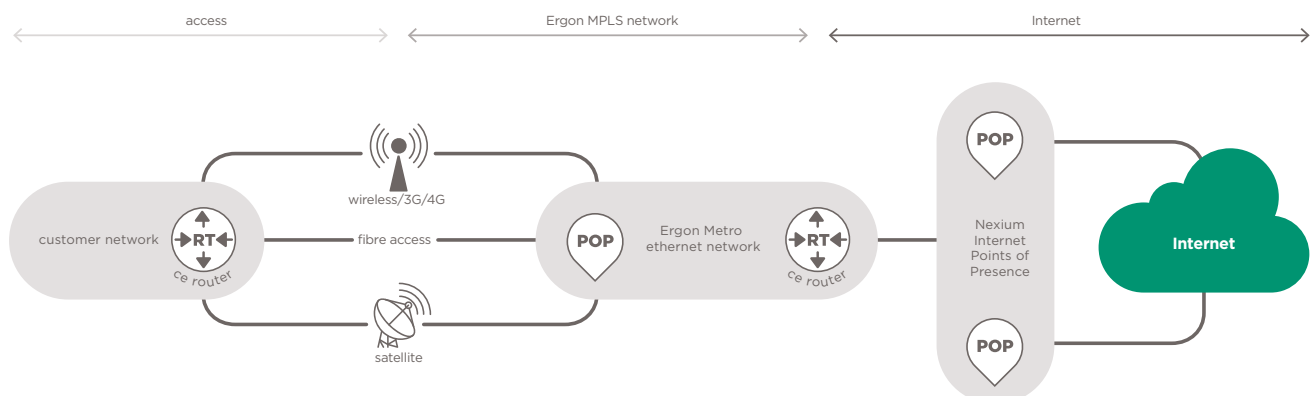 access
Ergon MPLS network
Internet
wireless/3G/4G
customer network
RT
ce router
fibre access
satellite
POP
Ergon Metro
ethernet network
RT
ce router
POP
Nexium
Internet
Points of
Presence
POP
Internet